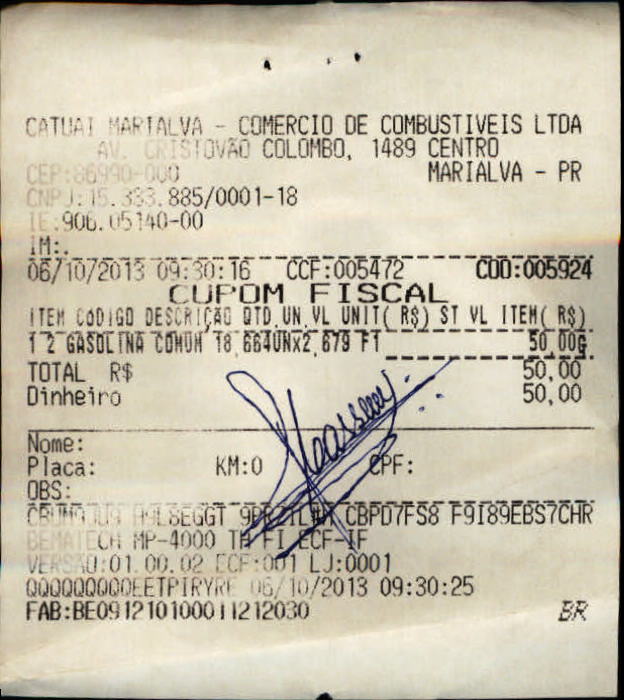 CATUAI MARIALVA - COMERCIO DE COMBUSTIVEIS LTDA
AV. CRISTOVÃO COLOMBO, 1489 CENTRO
CEP:86990-000 MARIALVA - PR
CNPJ:15.333.885/0001-18
IE:906.05140-00
IM:.
06/10/2013 09:30:16 CCF:005472 COO:005924
CUPOM FISCAL
ITEM CODIGO DESCRIÇAO QTD.UN.VL UNIT( R$) ST VL ITEM( R$)
1 2 GASOLINA COMUM 18,664UNx2,679 F1 50,00G
TOTAL R$ 50,00
Dinheiro 50,00
Nome:
Placa: KM:0 CPF:
OBS:
CBPD7FS8 F9I89EBS7CHR
BEMATECH MP-4000 TH FI ECF-IF
VERSÃO:01.00.02 ECF:001 LJ:0001
QQQQQQQQQEETPIRYRE 06/10/2013 09:30:25
FAB:BE091210100011212030 BR